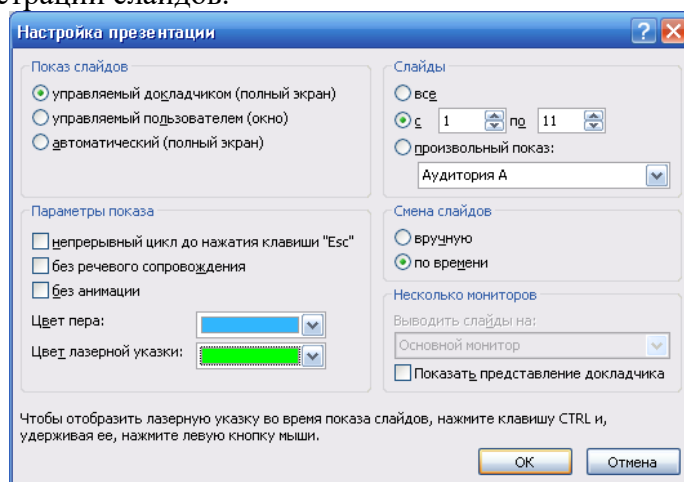 страции слайдов.
Настройка презентации
Показ слайдов
управляемый докладчиком (полный экран)
управляемый пользователем (окно)
автоматический (полный экран)
Слайды
все
с 1 по 11
произвольный показ:
Аудитория А
Параметры показа
непрерывный цикл до нажатия клавиши "Esc"
без речевого сопровождения
без анимации
Цвет пера:
Цвет лазерной указки:
Смена слайдов
вручную
по времени
Несколько мониторов
Выводить слайды на:
Основной монитор
Показать представление докладчика
Чтобы отобразить лазерную указку во время показа слайдов, нажмите клавишу CTRL и,
удерживая ее, нажмите левую кнопку мыши.
ОК
Отмена